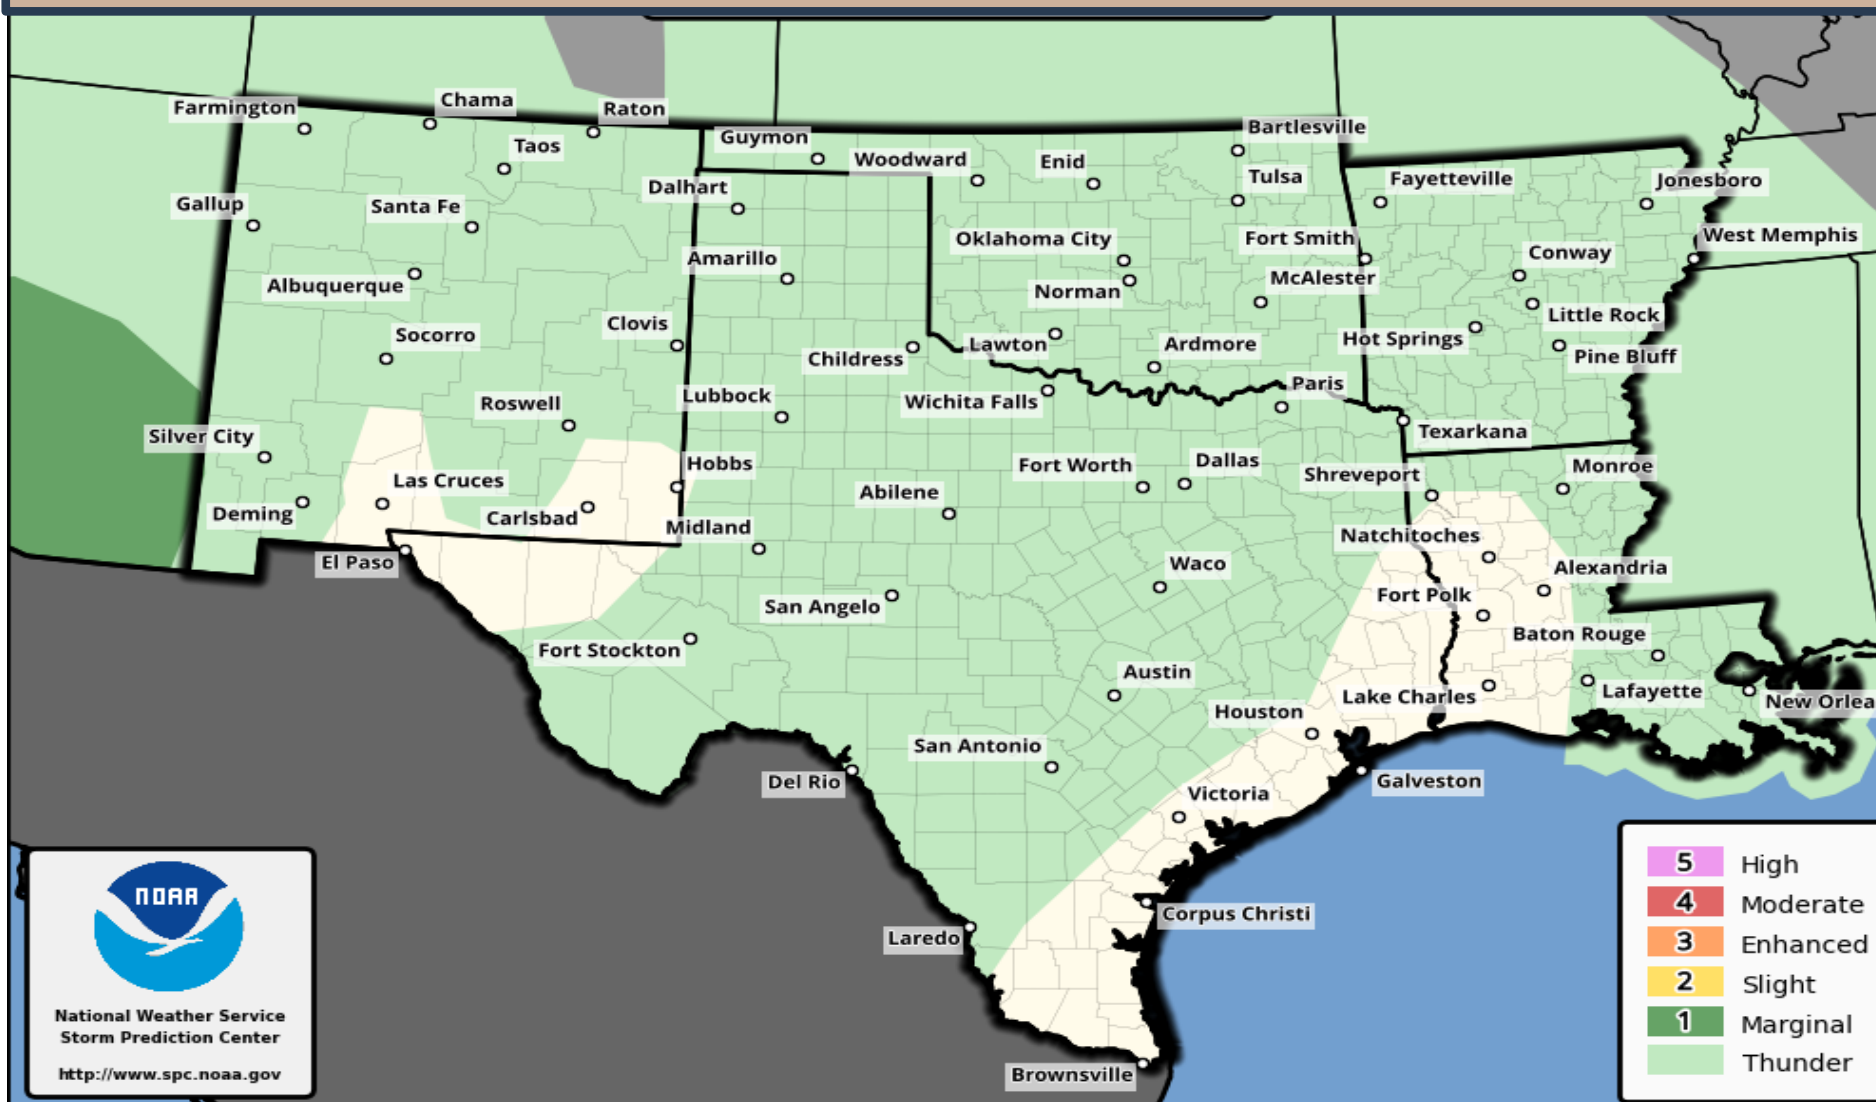 Farmington
Chama
Raton
Taos
Guymon
Woodward
Enid
Bartlesville
Tulsa
Fayetteville
Jonesboro
Gallup
Santa Fe
Dalhart
Albuquerque
Amarillo
Oklahoma City
Norman
Fort Smith
McAlester
Conway
West Memphis
Little Rock
Hot Springs
Pine Bluff
Socorro
Clovis
Childress
Lawton
Ardmore
Roswell
Lubbock
Wichita Falls
Paris
Texarkana
Silver City
Las Cruces
Hobbs
Fort Worth
Dallas
Shreveport
Monroe
Deming
Carlsbad
Midland
Abilene
Natchitoches
El Paso
San Angelo
Waco
Alexandria
Fort Polk
Fort Stockton
Baton Rouge
Austin
Lake Charles
Lafayette
New Orlea
Houston
Del Rio
San Antonio
Galveston
Victoria
Corpus Christi
Laredo
Brownsville
NOAA
National Weather Service
Storm Prediction Center
http://www.spc.noaa.gov
5 High
4 Moderate
3 Enhanced
2 Slight
1 Marginal
Thunder